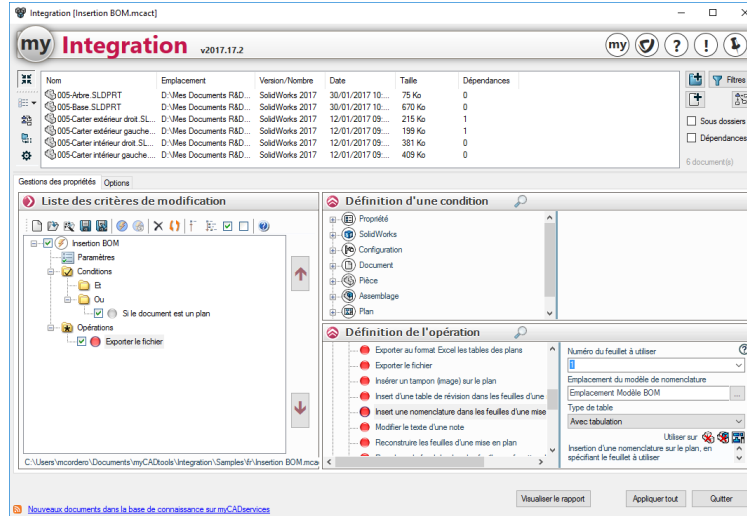 Integration [Insertion BOM.mcact]
my Integration v2017.17.2
my
Nom Emplacement Version/Nombre Date Taille Dépendances
005-Arbre.SLDPRT D:\Mes Documents R&D... SolidWorks 2017 30/01/2017 10:... 75 Ko 0
005-Base.SLDPRT D:\Mes Documents R&D... SolidWorks 2017 30/01/2017 10:... 670 Ko 0
005-Carter extérieur droit.SL... D:\Mes Documents R&D... SolidWorks 2017 12/01/2017 09:... 215 Ko 1
005-Carter extérieur gauche.... D:\Mes Documents R&D... SolidWorks 2017 12/01/2017 09:... 199 Ko 1
005-Carter intérieur droit.SL... D:\Mes Documents R&D... SolidWorks 2017 12/01/2017 09:... 381 Ko 0
005-Carter intérieur gauche.... D:\Mes Documents R&D... SolidWorks 2017 12/01/2017 09:... 409 Ko 0
Filtres
Sous dossiers
Dépendances
6 document(s)
Gestions des propriétés Options
Liste des critères de modification
Insertion BOM
Paramètres
Conditions
Et
Ou
Si le document est un plan
Opérations
Exporter le fichier
C:\Users\mcordero\Documents\myCADtools\Integration\Samples\fr\Insertion BOM.mca
Définition d'une condition
Propriété
SolidWorks
Configuration
Document
Pièce
Assemblage
Plan
Définition de l'opération
Exporter au format Excel les tables des plans
Exporter le fichier
Insérer un tampon (image) sur le plan
Insert d'une table de révision dans les feuilles d'une
Insert une nomenclature dans les feuilles d'une mise
Modifier le texte d'une note
Reconstruire les feuilles d'une mise en plan
Numéro du feuillet à utiliser
1
Emplacement du modèle de nomenclature
Emplacement Modèle BOM
...
Type de table
Avec tabulation
Utiliser sur
Insertion d'une nomenclature sur le plan, en
spécifiant le feuillet à utiliser
Visualiser le rapport Appliquer tout Quitter
Nouveaux documents dans la base de connaissance sur myCADservices